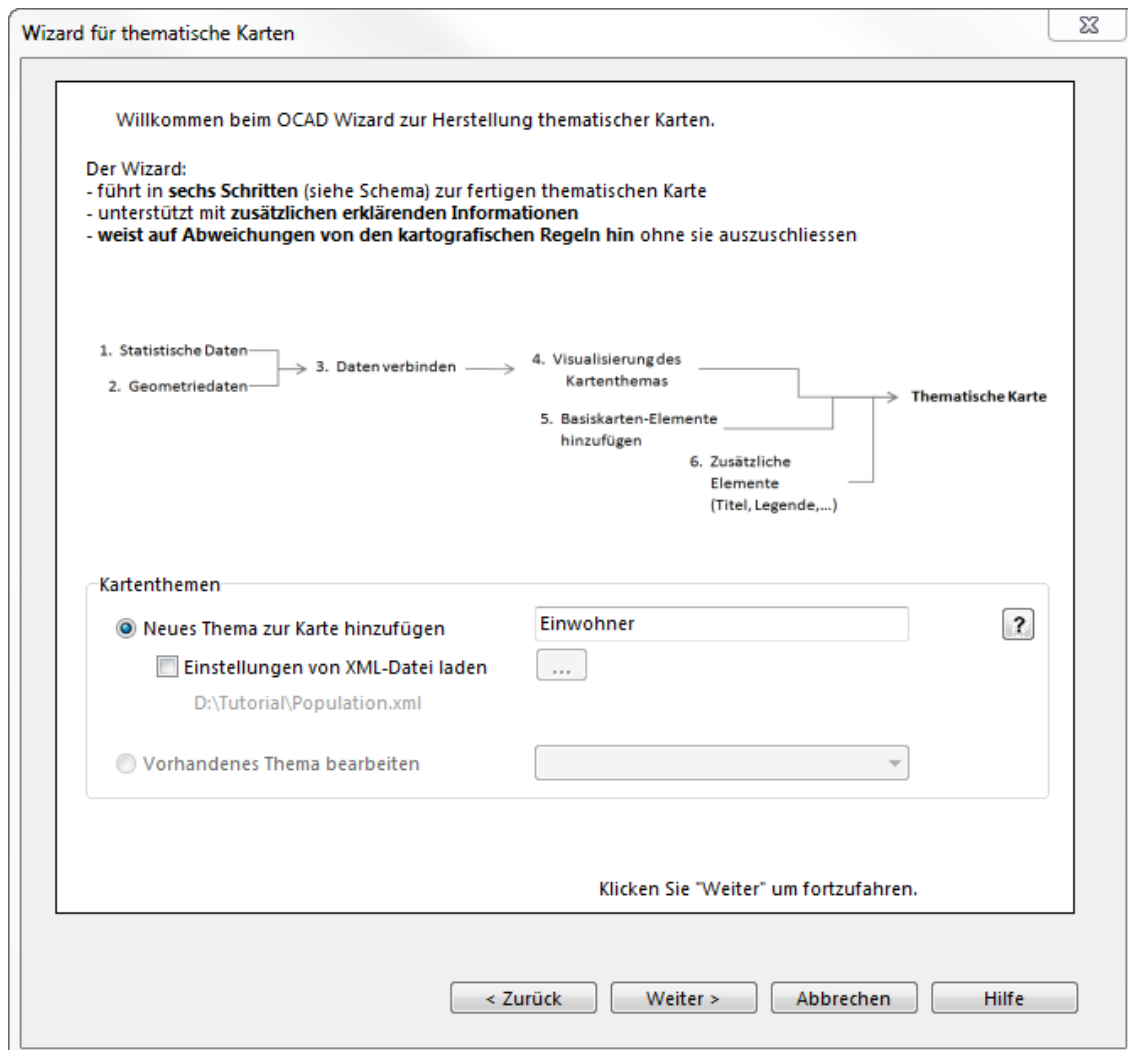 Wizard für thematische Karten
Willkommen beim OCAD Wizard zur Herstellung thematischer Karten.
Der Wizard:
- führt in sechs Schritten (siehe Schema) zur fertigen thematischen Karte
- unterstützt mit zusätzlichen erklärenden Informationen
- weist auf Abweichungen von den kartografischen Regeln hin ohne sie auszuschliessen
1. Statistische Daten
2. Geometriedaten
3. Daten verbinden
4. Visualisierung des
Kartenthemas
5. Basiskarten-Elemente
hinzufügen
6. Zusätzliche
Elemente
(Titel, Legende,...)
Thematische Karte
Kartenthemen
Neues Thema zur Karte hinzufügen
Einwohner
?
Einstellungen von XML-Datei laden
...
D:\Tutorial\Population.xml
Vorhandenes Thema bearbeiten
Klicken Sie "Weiter" um fortzufahren.
< Zurück
Weiter >
Abbrechen
Hilfe